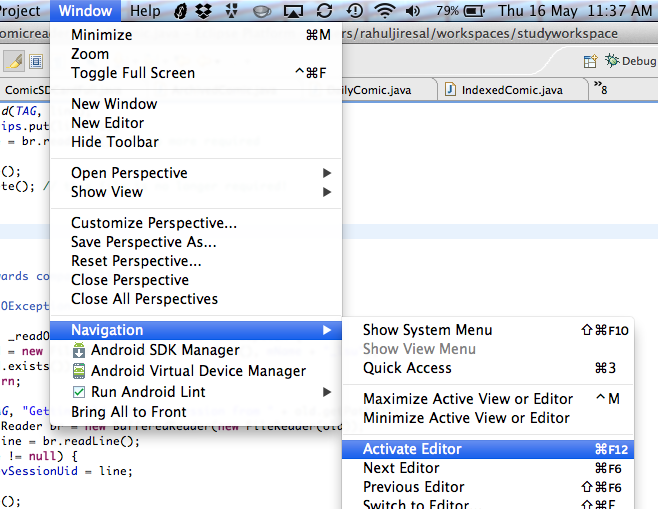 Project Window Help 79% Thu 16 May 11:37 AM
omicrea rs/rahuljiresal/workspaces/studyworkspace
Debug
ComicSD ilyComic.java IndexedComic.java »8
Minimize ⌘M
Zoom
Toggle Full Screen ^⌘F
New Window
New Editor
Hide Toolbar
Open Perspective
Show View
Customize Perspective...
Save Perspective As...
Reset Perspective...
Close Perspective
Close All Perspectives
Navigation
Android SDK Manager
Android Virtual Device Manager
Run Android Lint
Bring All to Front
Show System Menu ⇧⌘F10
Show View Menu
Quick Access ⌘3
Maximize Active View or Editor ^M
Minimize Active View or Editor
Activate Editor ⌘F12
Next Editor ⌘F6
Previous Editor ⇧⌘F6
Switch to Editor ⇧⌘E
d(TAG,
ips.put
= br.r
();
te(); /
wards co
OExcept
_readO
= new
.exists
rn;
AG, "Get
Reader br = new BufferedReader(new FileReader(old
ine = br.readLine();
!= null) {
vSessionUid = line;
();